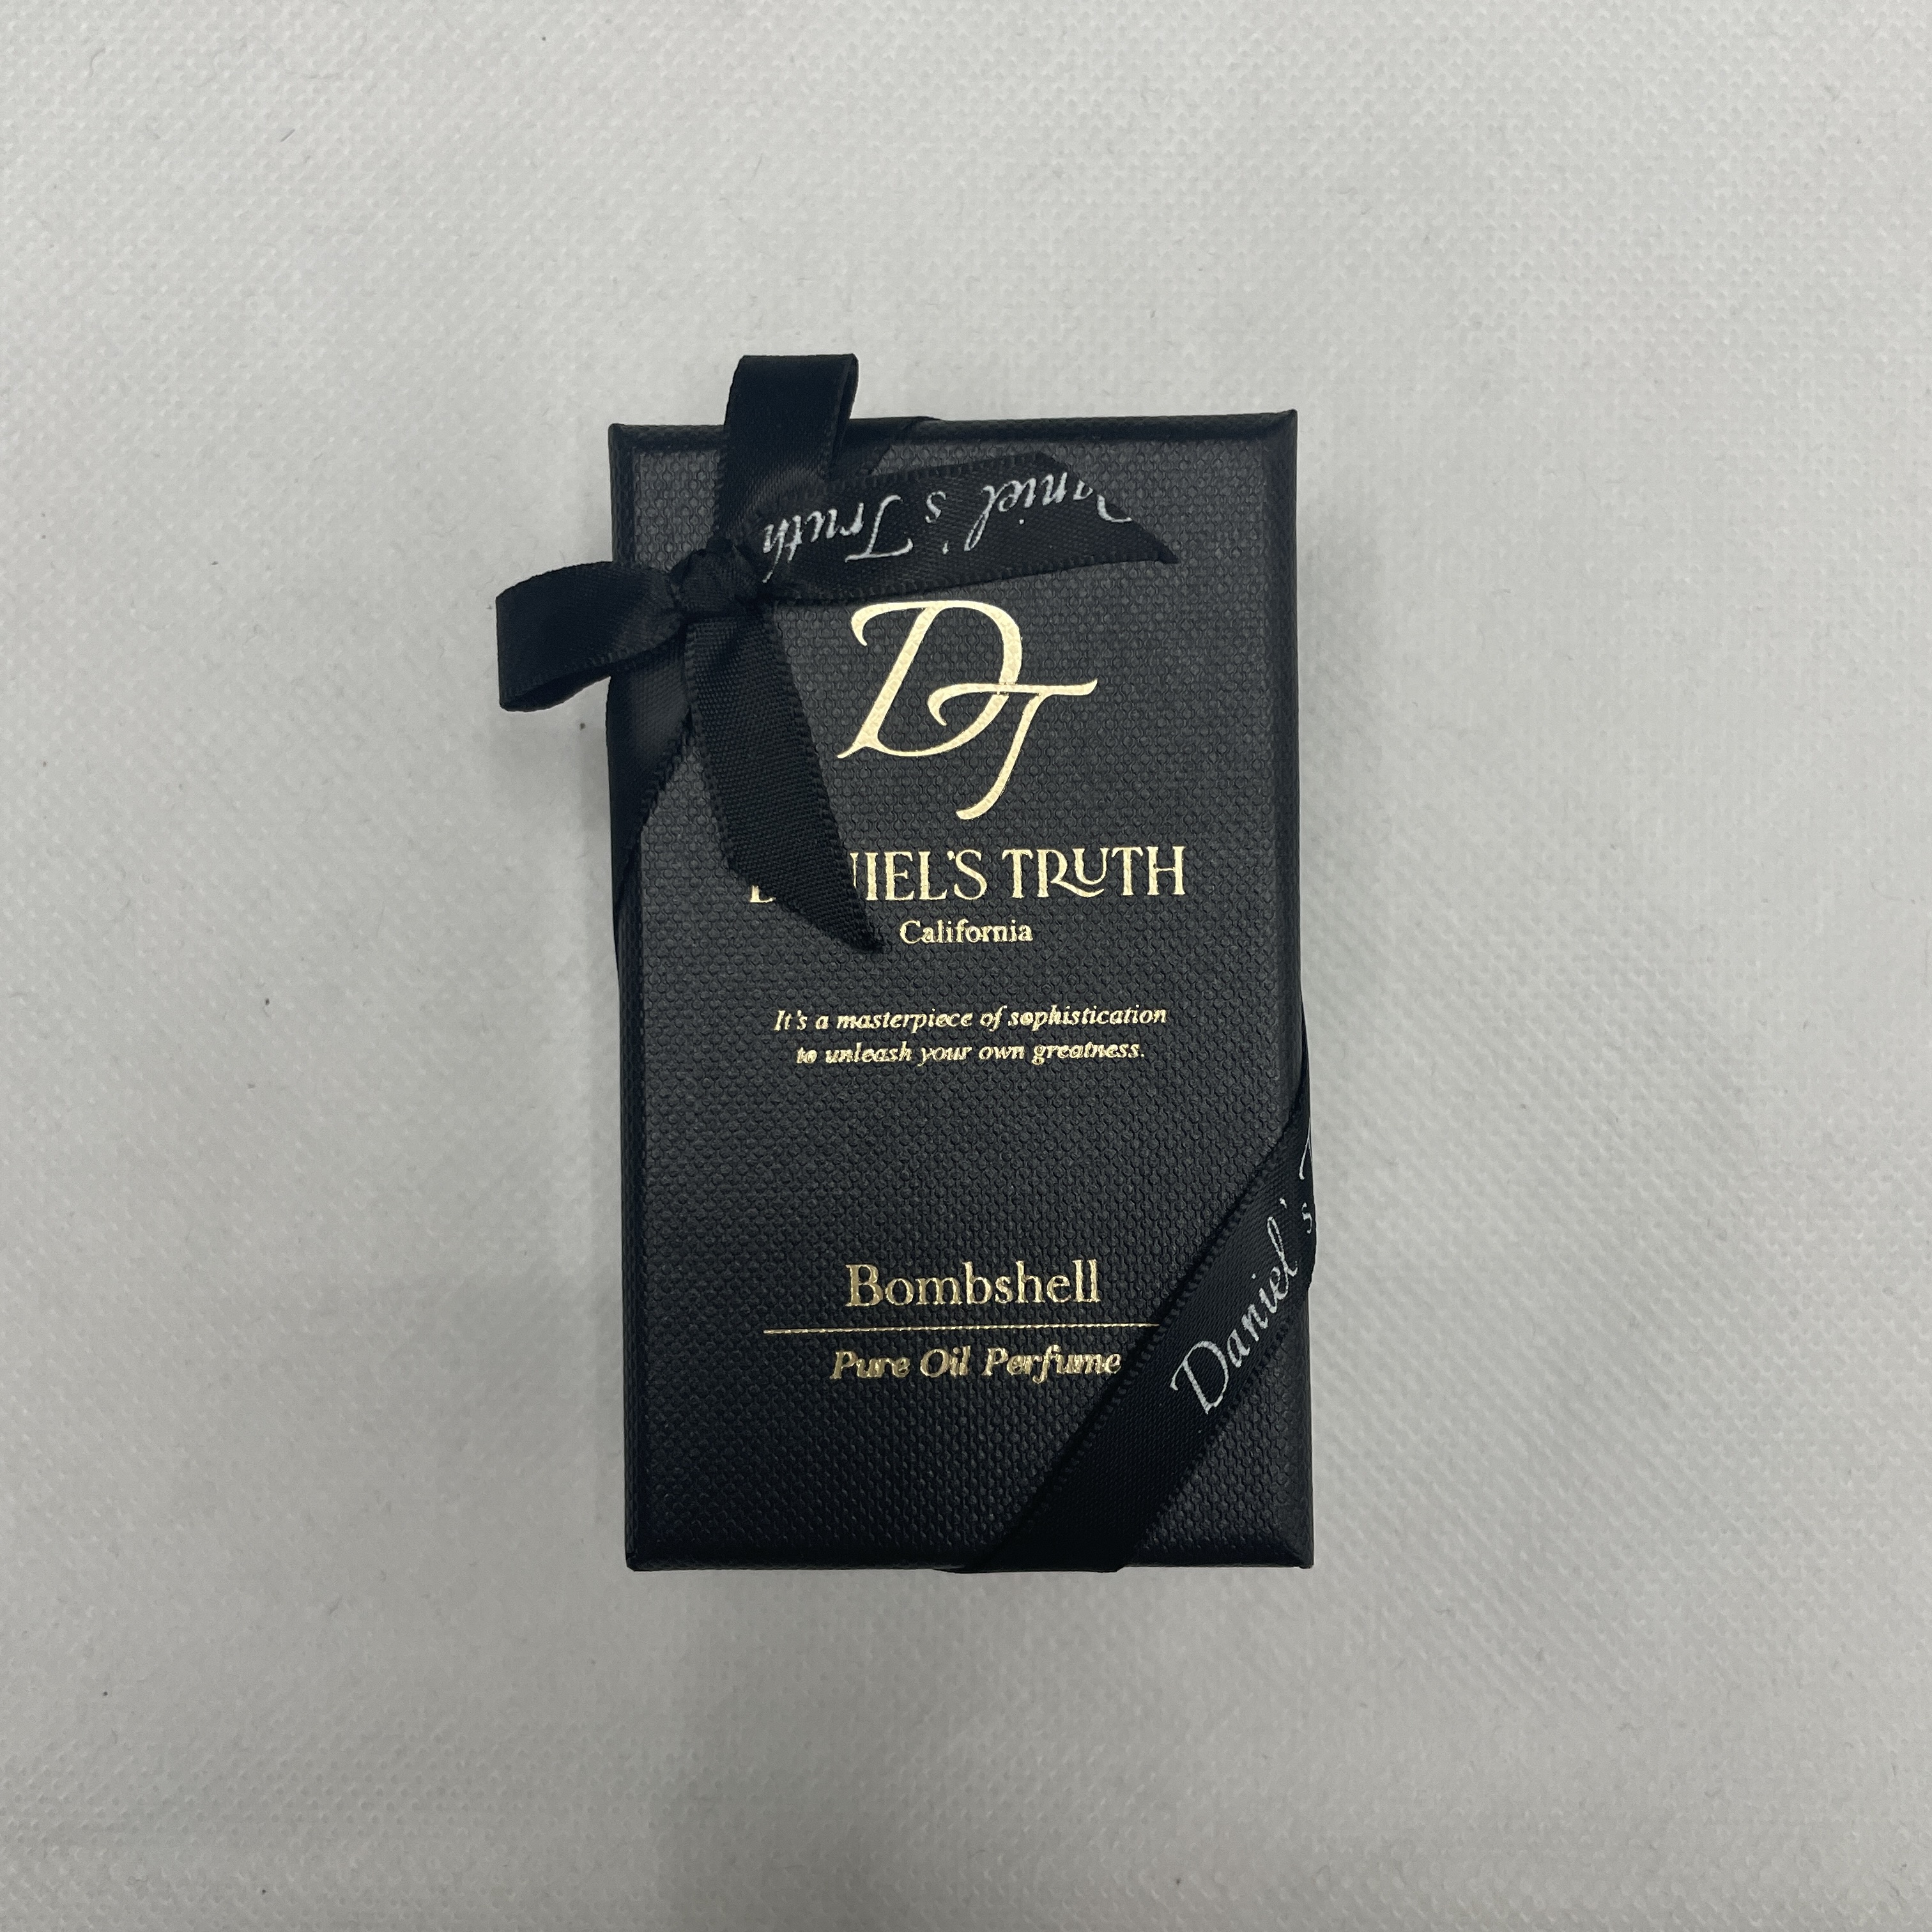 Daniel's Truth
DT
DANIEL'S TRUTH
California
It's a masterpiece of sophistication
to unleash your own greatness.
Bombshell
Pure Oil Perfume
Daniel's T